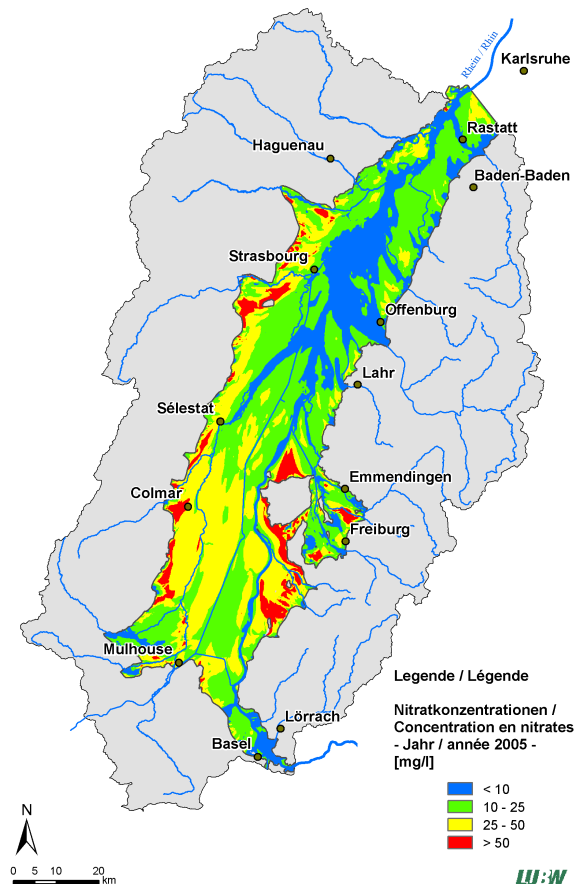 Rhein / Rhin
Karlsruhe
Rastatt
Haguenau
Baden-Baden
Strasbourg
Offenburg
Lahr
Sélestat
Emmendingen
Colmar
Freiburg
Mulhouse
Lörrach
Basel
Legende / Légende
Nitratkonzentrationen /
Concentration en nitrates
- Jahr / année 2005 -
[mg/l]
< 10
10 - 25
25 - 50
> 50
N
0 5 10 20
km
LUBW